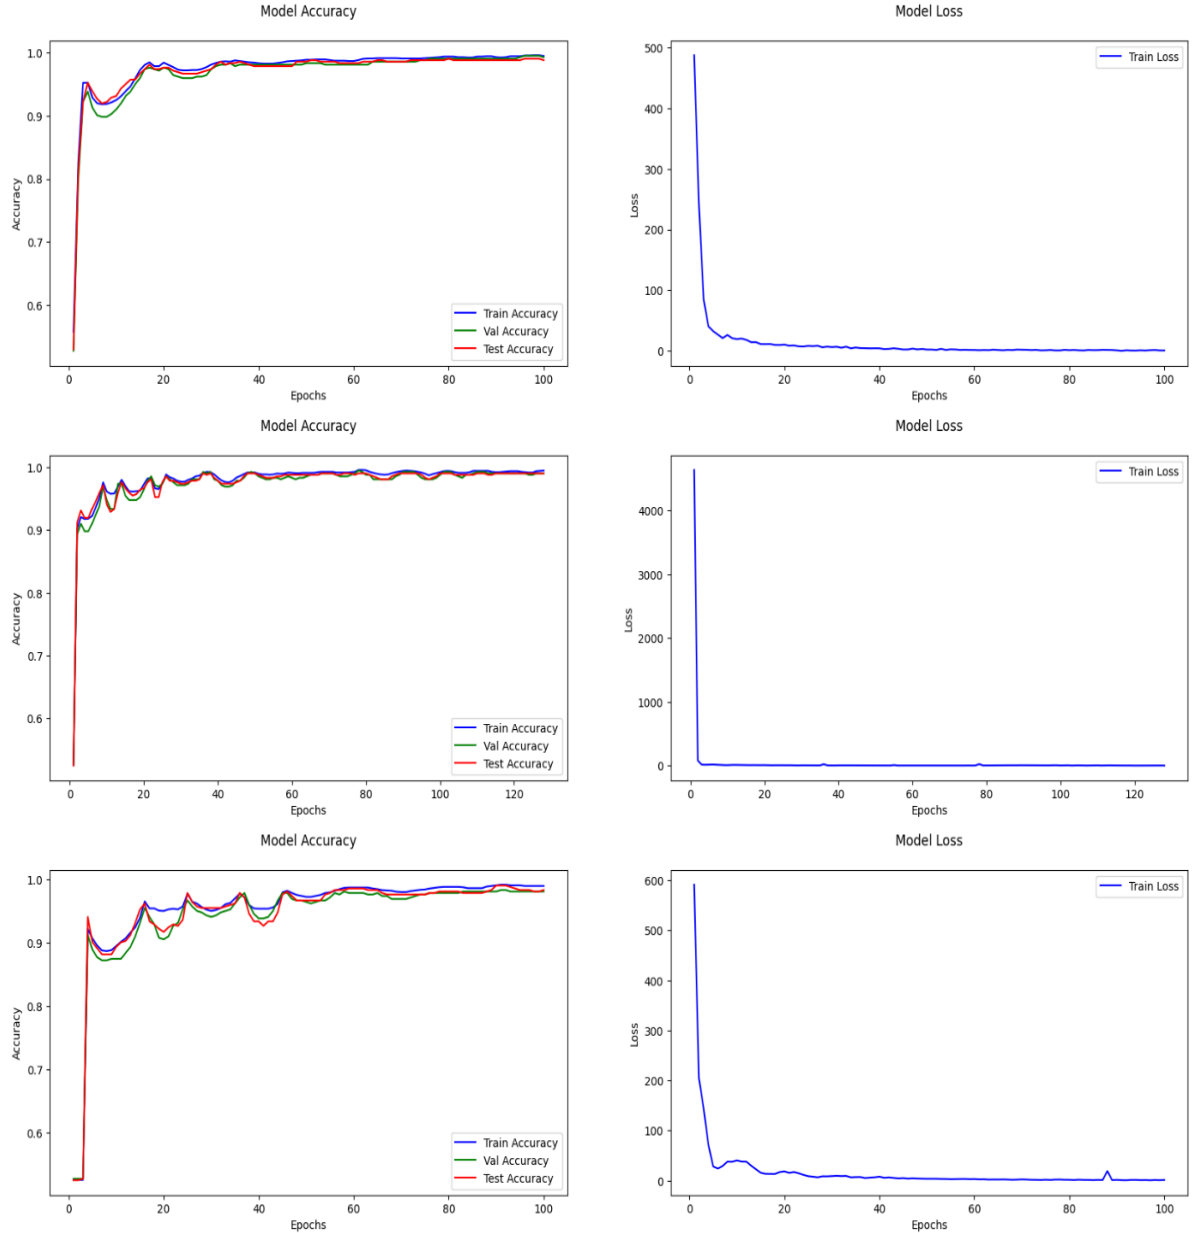 Model Accuracy
1.0
0.9
0.8
0.7
0.6
Accuracy
Train Accuracy
Val Accuracy
Test Accuracy
0 20 40 60 80 100
Epochs
Model Loss
500
400
300
200
100
0
Loss
Train Loss
0 20 40 60 80 100
Epochs
Model Accuracy
1.0
0.9
0.8
0.7
0.6
Accuracy
Train Accuracy
Val Accuracy
Test Accuracy
0 20 40 60 80 100 120
Epochs
Model Loss
4000
3000
2000
1000
0
Loss
Train Loss
0 20 40 60 80 100 120
Epochs
Model Accuracy
1.0
0.9
0.8
0.7
0.6
Accuracy
Train Accuracy
Val Accuracy
Test Accuracy
0 20 40 60 80 100
Epochs
Model Loss
600
500
400
300
200
100
0
Loss
Train Loss
0 20 40 60 80 100
Epochs